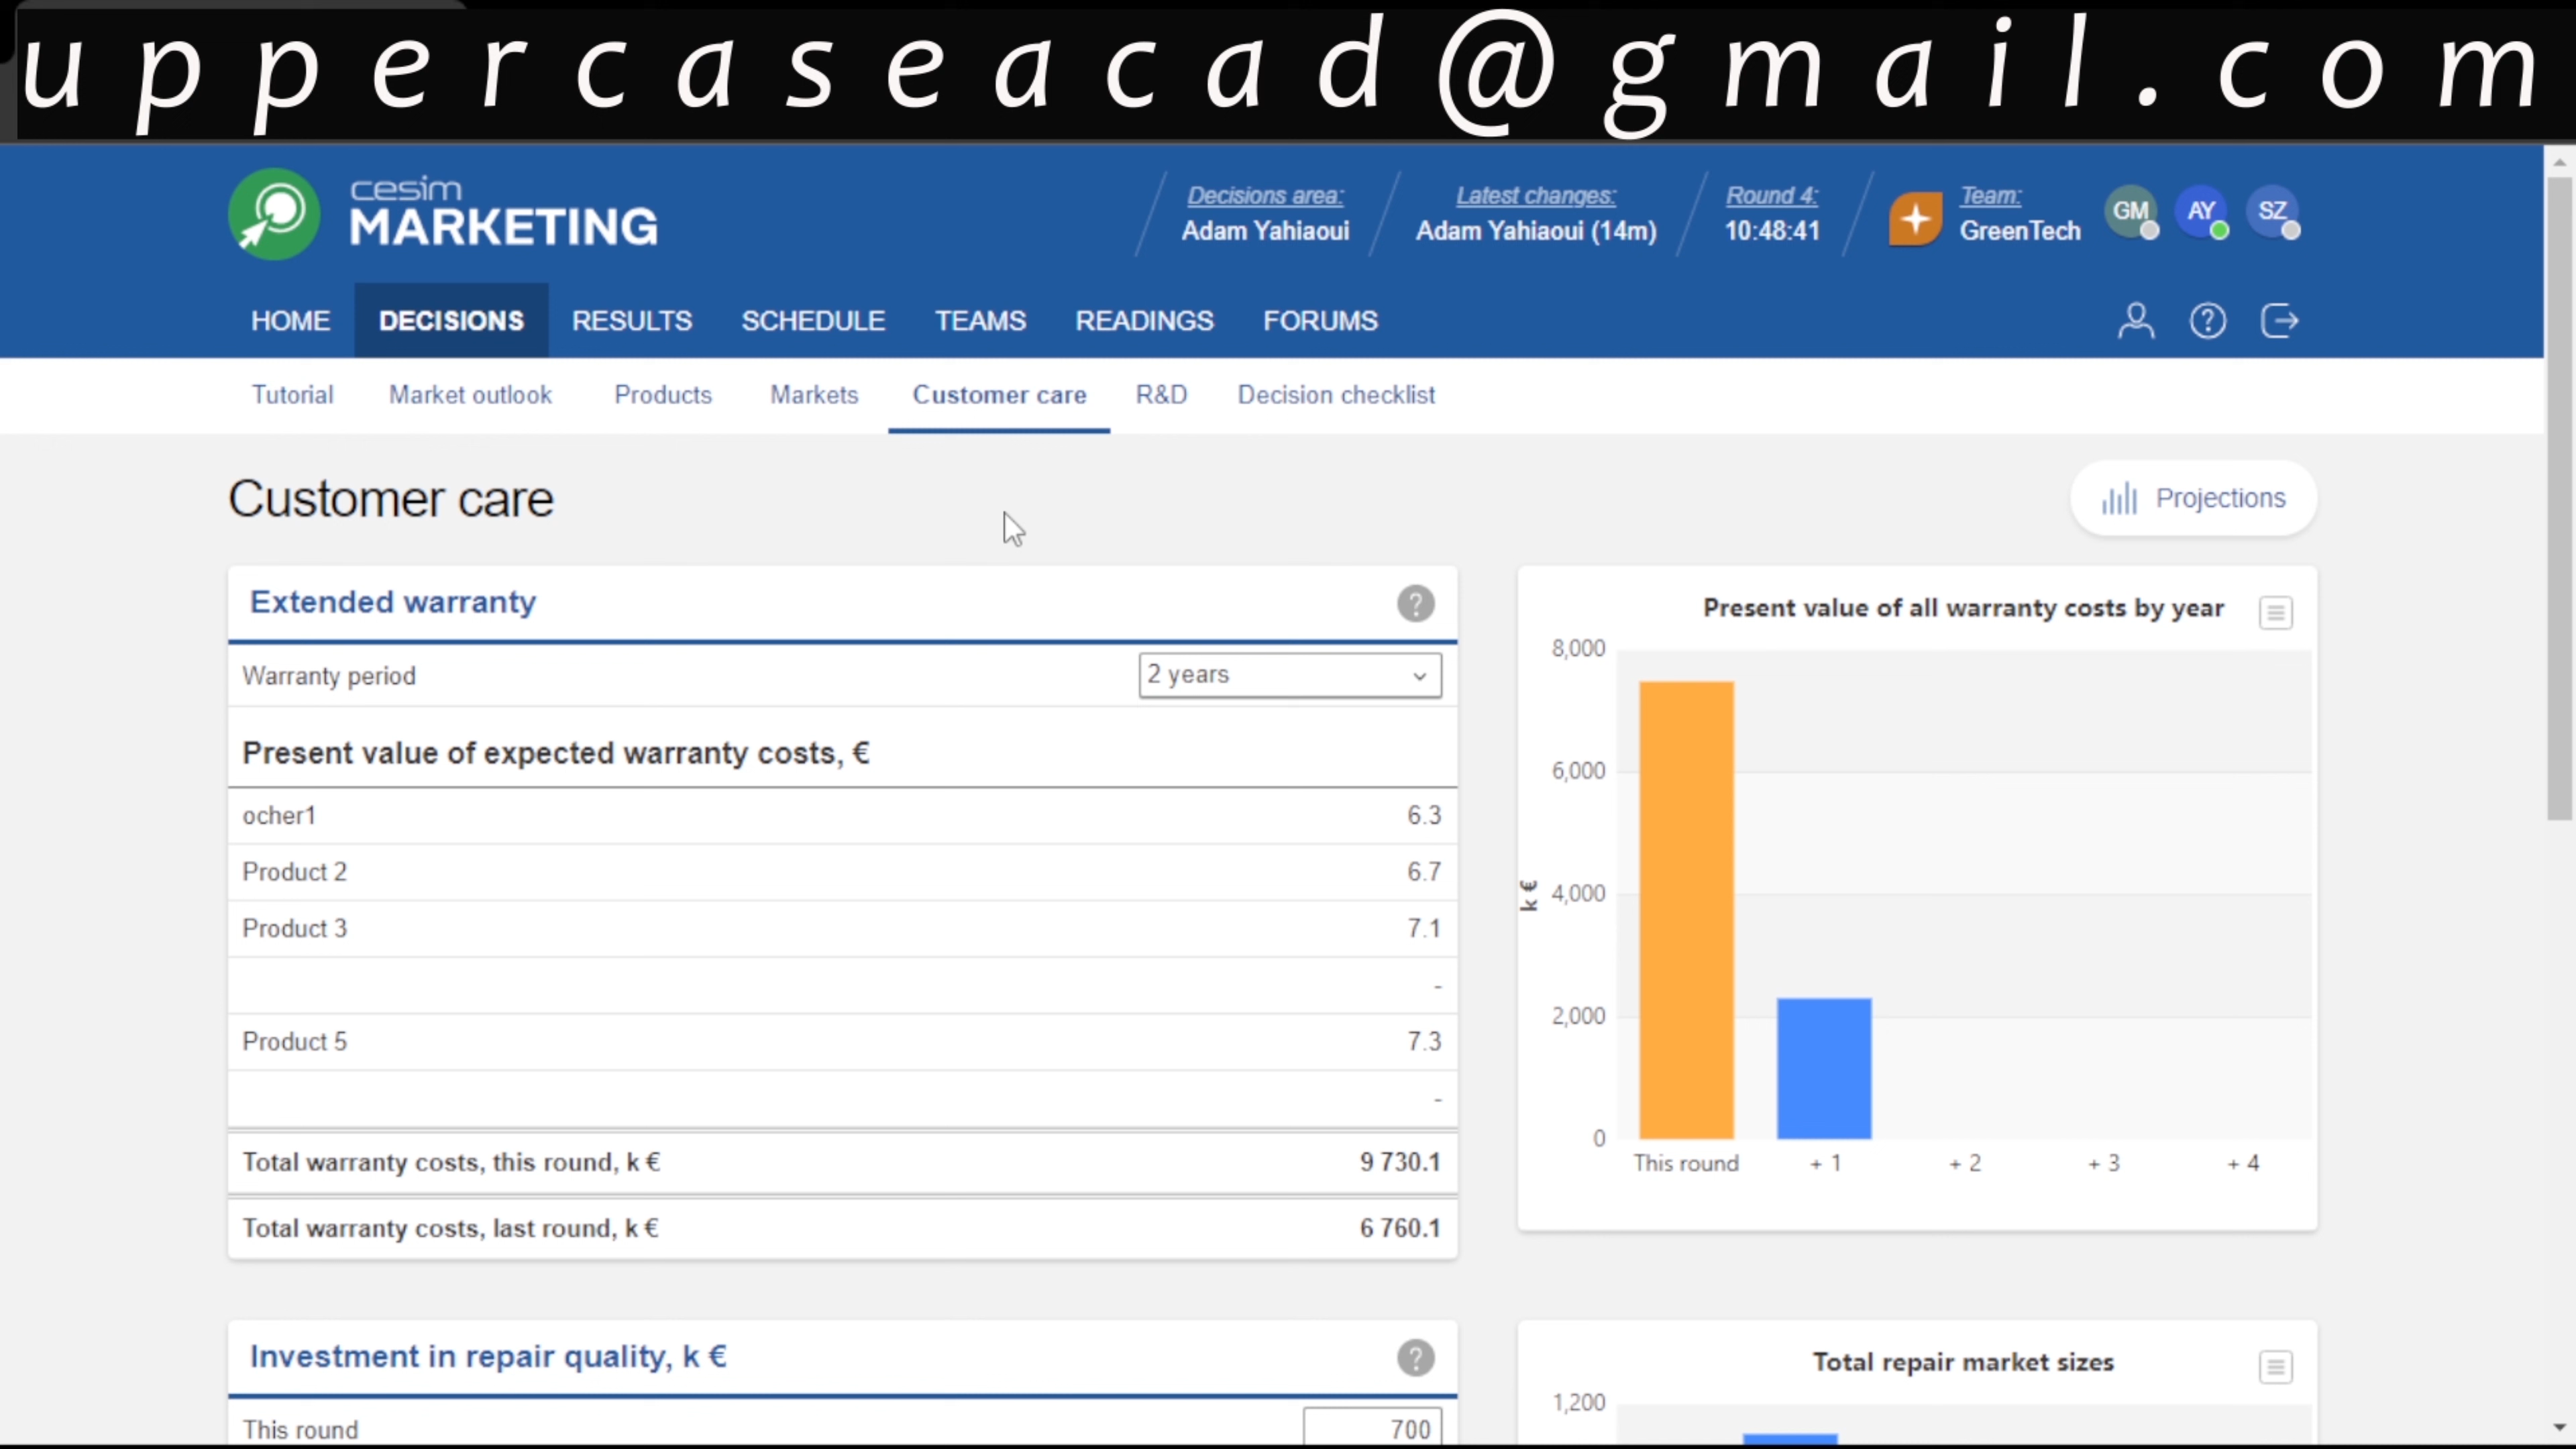 uppercaseacad@gmail.com
cesim
MARKETING
Decisions area:
Adam Yahiaoui
Latest changes:
Adam Yahiaoui (14m)
Round 4:
10:48:41
Team:
GreenTech
GM
AY
SZ
HOME DECISIONS RESULTS SCHEDULE TEAMS READINGS FORUMS
?
Tutorial Market outlook Products Markets Customer care R&D Decision checklist
Customer care
Projections
Extended warranty ?
Warranty period 2 years
Present value of expected warranty costs, €
ocher1 6.3
Product 2 6.7
Product 3 7.1
-
Product 5 7.3
-
Total warranty costs, this round, k € 9 730.1
Total warranty costs, last round, k € 6 760.1
Present value of all warranty costs by year
8,000
6,000
4,000
2,000
0
k €
This round + 1 + 2 + 3 + 4
Investment in repair quality, k € ?
This round 700
Total repair market sizes
1,200